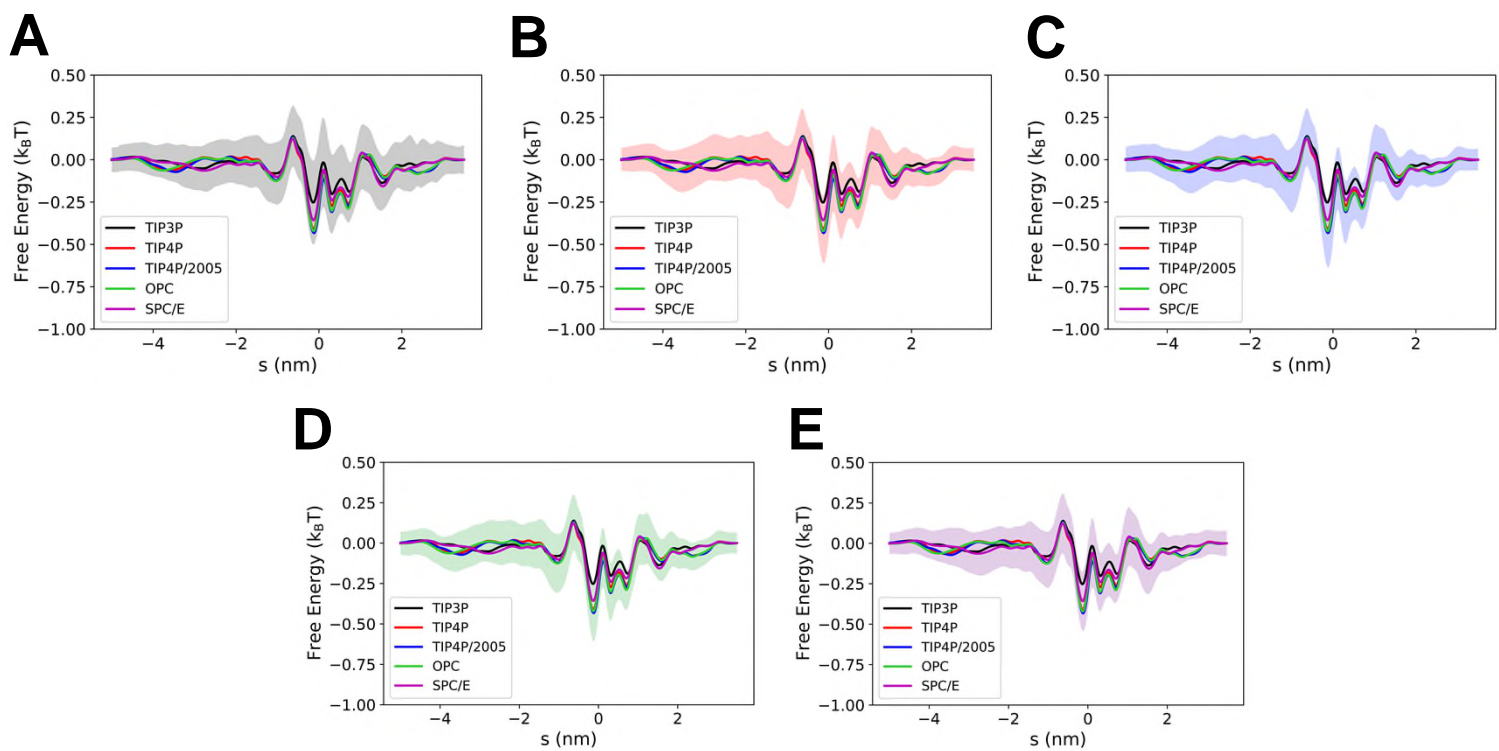 A
B
C
0.50
0.25
0.00
−0.25
−0.50
−0.75
−1.00
Free Energy (kBT)
TIP3P
TIP4P
TIP4P/2005
OPC
SPC/E
−4
−2
0
2
s (nm)
0.50
0.25
0.00
−0.25
−0.50
−0.75
−1.00
Free Energy (kBT)
TIP3P
TIP4P
TIP4P/2005
OPC
SPC/E
−4
−2
0
2
s (nm)
0.50
0.25
0.00
−0.25
−0.50
−0.75
−1.00
Free Energy (kBT)
TIP3P
TIP4P
TIP4P/2005
OPC
SPC/E
−4
−2
0
2
s (nm)
D
E
0.50
0.25
0.00
−0.25
−0.50
−0.75
−1.00
Free Energy (kBT)
TIP3P
TIP4P
TIP4P/2005
OPC
SPC/E
−4
−2
0
2
s (nm)
0.50
0.25
0.00
−0.25
−0.50
−0.75
−1.00
Free Energy (kBT)
TIP3P
TIP4P
TIP4P/2005
OPC
SPC/E
−4
−2
0
2
s (nm)